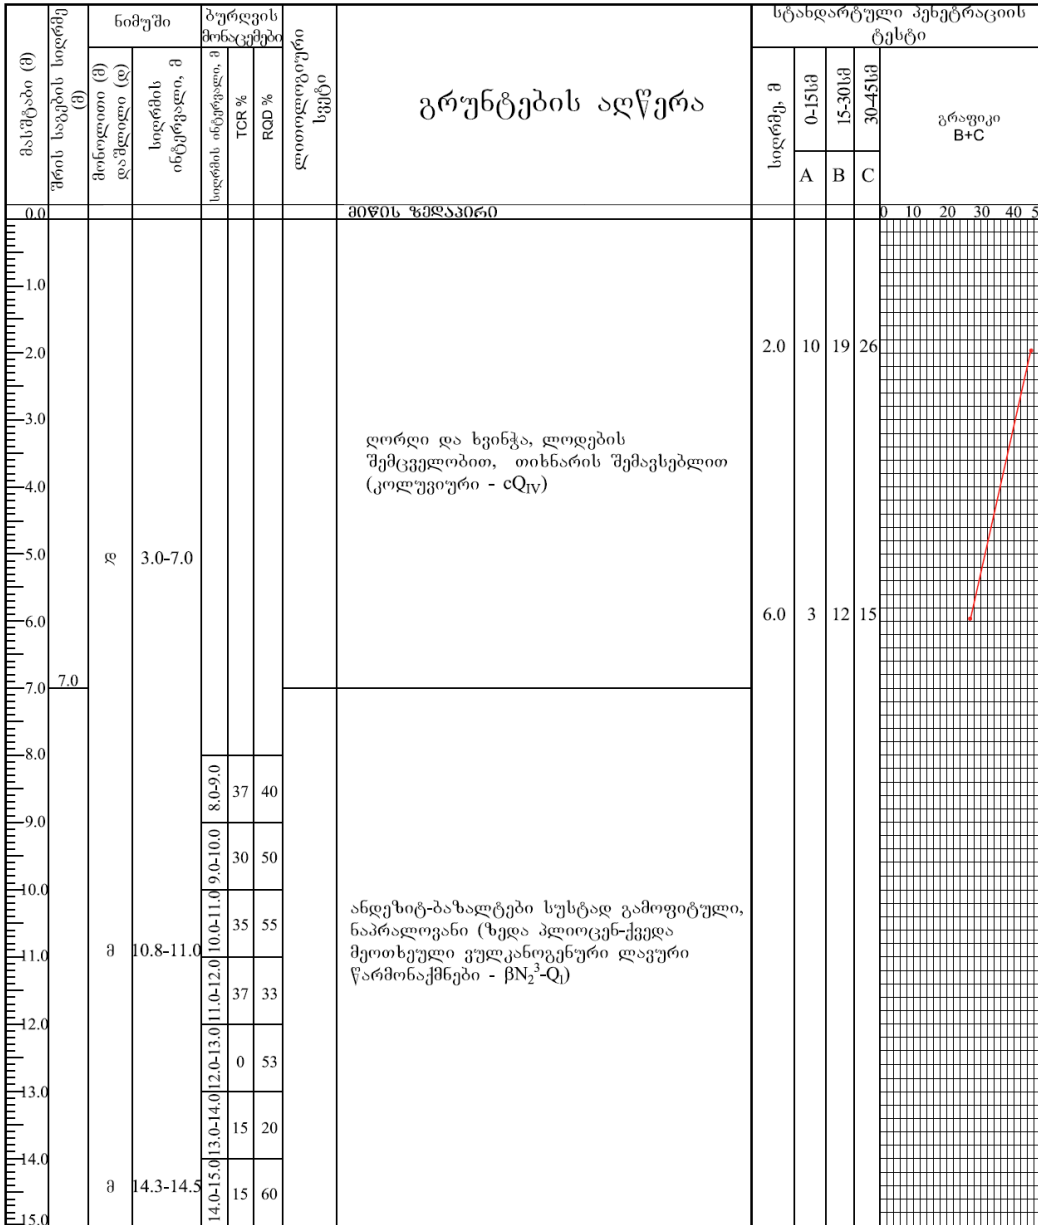 მასშტაბი (მ)
შრის საგების სიღრმე
(მ)
ნიმუში
მონოლითი (მ)
დაშლილი (დ)
სიღრმის
ინტერვალი, მ
ბურღვის
მონაცემები
სიღრმის ინტერვალი, მ
TCR %
RQD %
ლითოლოგიური
სვეტი
გრუნტების აღწერა
სტანდარტული პენეტრაციის
ტესტი
სიღრმე, მ
0-15სმ
15-30სმ
30-45სმ
A B C
გრაფიკი
B+C
0.0
მიწის ზედაპირი
0 10 20 30 40 5
1.0
2.0
2.0 10 19 26
3.0
ღორღი და ხვინჭა, ლოდების
შემცველობით, თიხნარის შემავსებლით
(კოლუვიური - cQIV)
4.0
5.0
დ 3.0-7.0
6.0
6.0 3 12 15
7.0
7.0
8.0
8.0-9.0 37 40
9.0
9.0-10.0 30 50
10.0
10.0-11.0 35 55
ანდეზიტ-ბაზალტები სუსტად გამოფიტული,
ნაპრალოვანი (ზედა პლიოცენ-ქვედა
მეოთხეული ვულკანოგენური ლავური
წარმონაქმნები - βN₂³-Q₁)
მ 10.8-11.0
11.0
11.0-12.0 37 33
12.0
12.0-13.0 0 53
13.0
13.0-14.0 15 20
14.0
მ 14.3-14.5
14.0-15.0 15 60
15.0